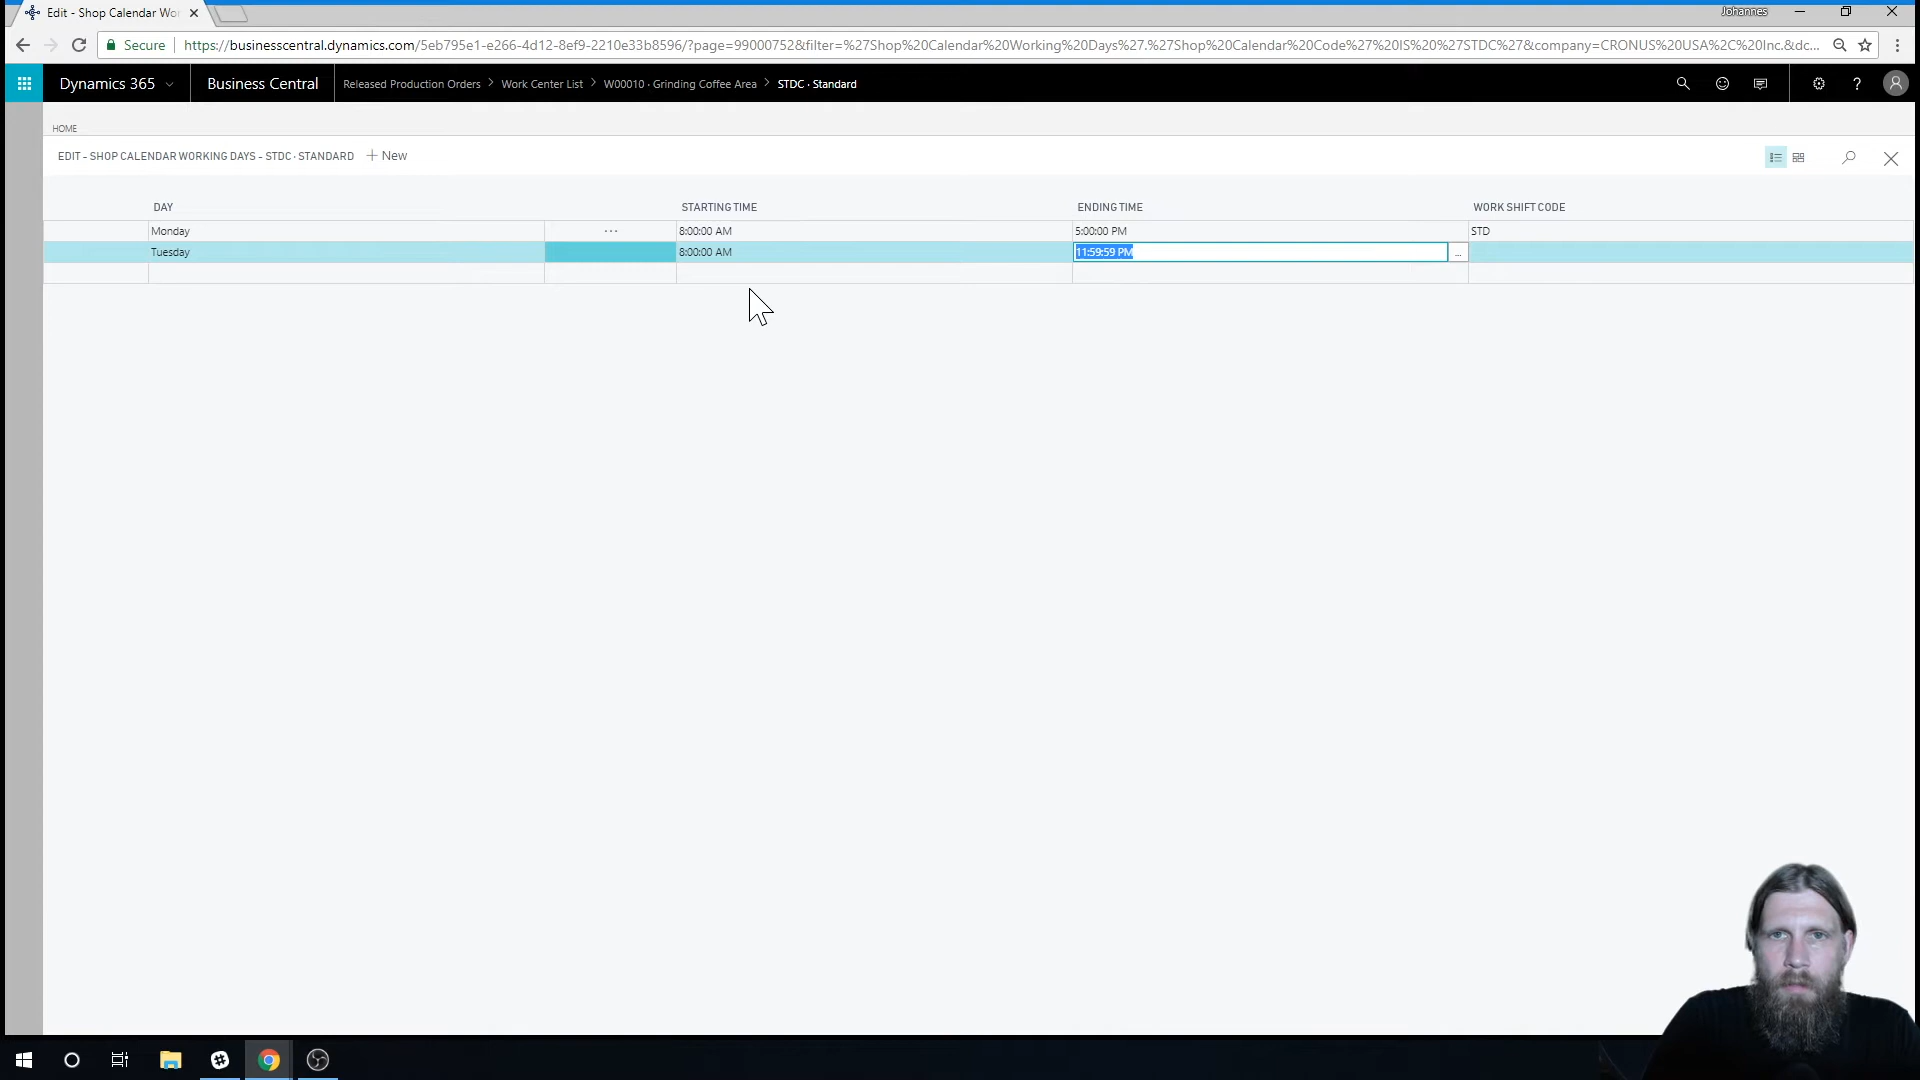 Edit - Shop Calendar Wor
Johannes
Secure
https://businesscentral.dynamics.com/5eb795e1-e266-4d12-8ef9-2210e33b8596/?page=99000752&filter=%27Shop%20Calendar%20Working%20Days%27.%27Shop%20Calendar%20Code%27%20IS%20%27STDC%27&company=CRONUS%20USA%2C%20Inc.&dc...
Dynamics 365
Business Central
Released Production Orders > Work Center List > W00010 · Grinding Coffee Area > STDC · Standard
HOME
EDIT - SHOP CALENDAR WORKING DAYS - STDC · STANDARD
+ New
DAY STARTING TIME ENDING TIME WORK SHIFT CODE
Monday ... 8:00:00 AM 5:00:00 PM STD
Tuesday 8:00:00 AM 11:59:59 PM ...